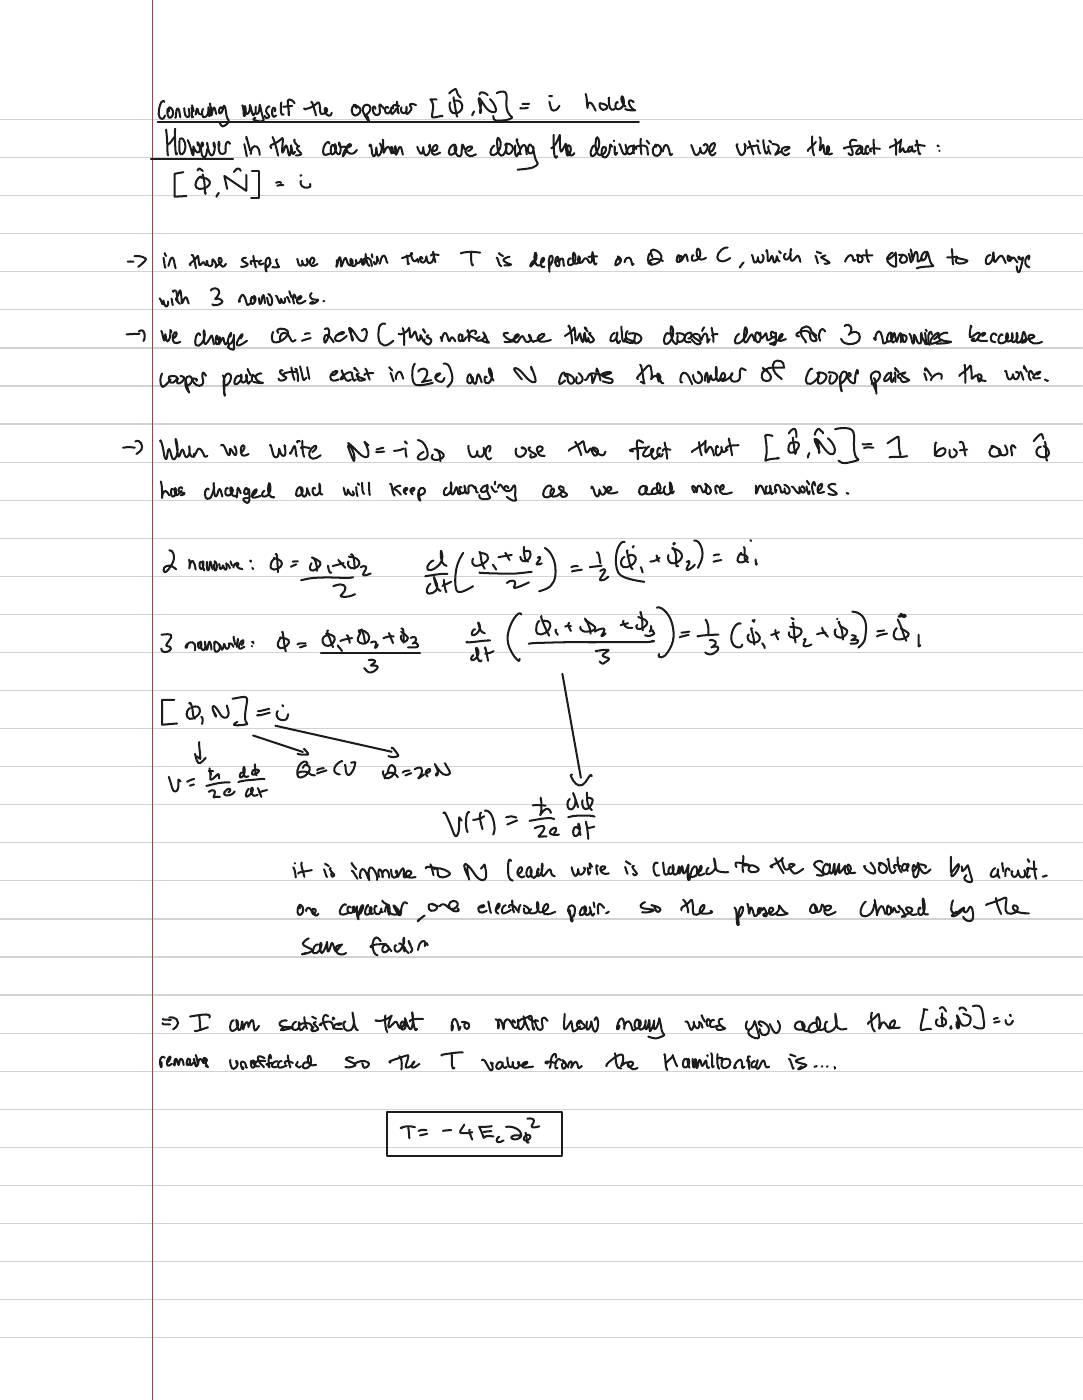 Convincing myself the operator [ϕ̂,N̂] = i holds
However in this case when we are doing the derivation we utilize the fact that:
[ϕ̂,N̂] = i
→ in these steps we mention that T is dependent on Q and C, which is not going to change
with 3 nanowires.
→ We change Q = 2eN (this makes sense this also doesn't change for 3 nanowires because
cooper pairs still exist in (2e) and N counts the number of cooper pairs in the wire.
→ When we write N = -i∂ϕ we use the fact that [ϕ̂,N̂] = 1 but our ϕ̂
has changed and will keep changing as we add more nanowires.
2 nanowire: ϕ = (ϕ₁+ϕ₂)/2 d/dt((ϕ₁+ϕ₂)/2) = 1/2(ϕ̇₁+ϕ̇₂) = ϕ̇₁
3 nanowire: ϕ = (ϕ₁+ϕ₂+ϕ₃)/3 d/dt((ϕ₁+ϕ₂+ϕ₃)/3) = 1/3(ϕ̇₁+ϕ̇₂+ϕ̇₃) = ϕ̇₁
[ϕ,N] = i
V = ħ/2e dϕ/dt Q = CV Q = 2eN
V(t) = ħ/2e dϕ/dt
it is immune to N (each wire is clamped to the same voltage by circuit.
one capacitor, one electrode pair. so the phases are changed by the
same factor
⇒ I am satisfied that no matter how many wires you add the [ϕ̂,N̂] = i
remains unaffected so the T value from the Hamiltonian is....
T = -4E_c ∂ϕ²